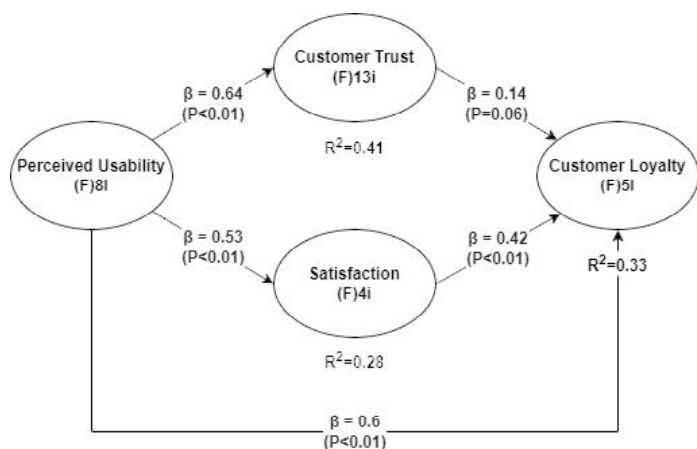 Customer Trust
(F)13i
β = 0.64
(P<0.01)
β = 0.14
(P=0.06)
R²=0.41
Perceived Usability
(F)8I
Customer Loyalty
(F)5I
β = 0.53
(P<0.01)
β = 0.42
(P<0.01)
Satisfaction
(F)4i
R²=0.33
R²=0.28
β = 0.6
(P<0.01)